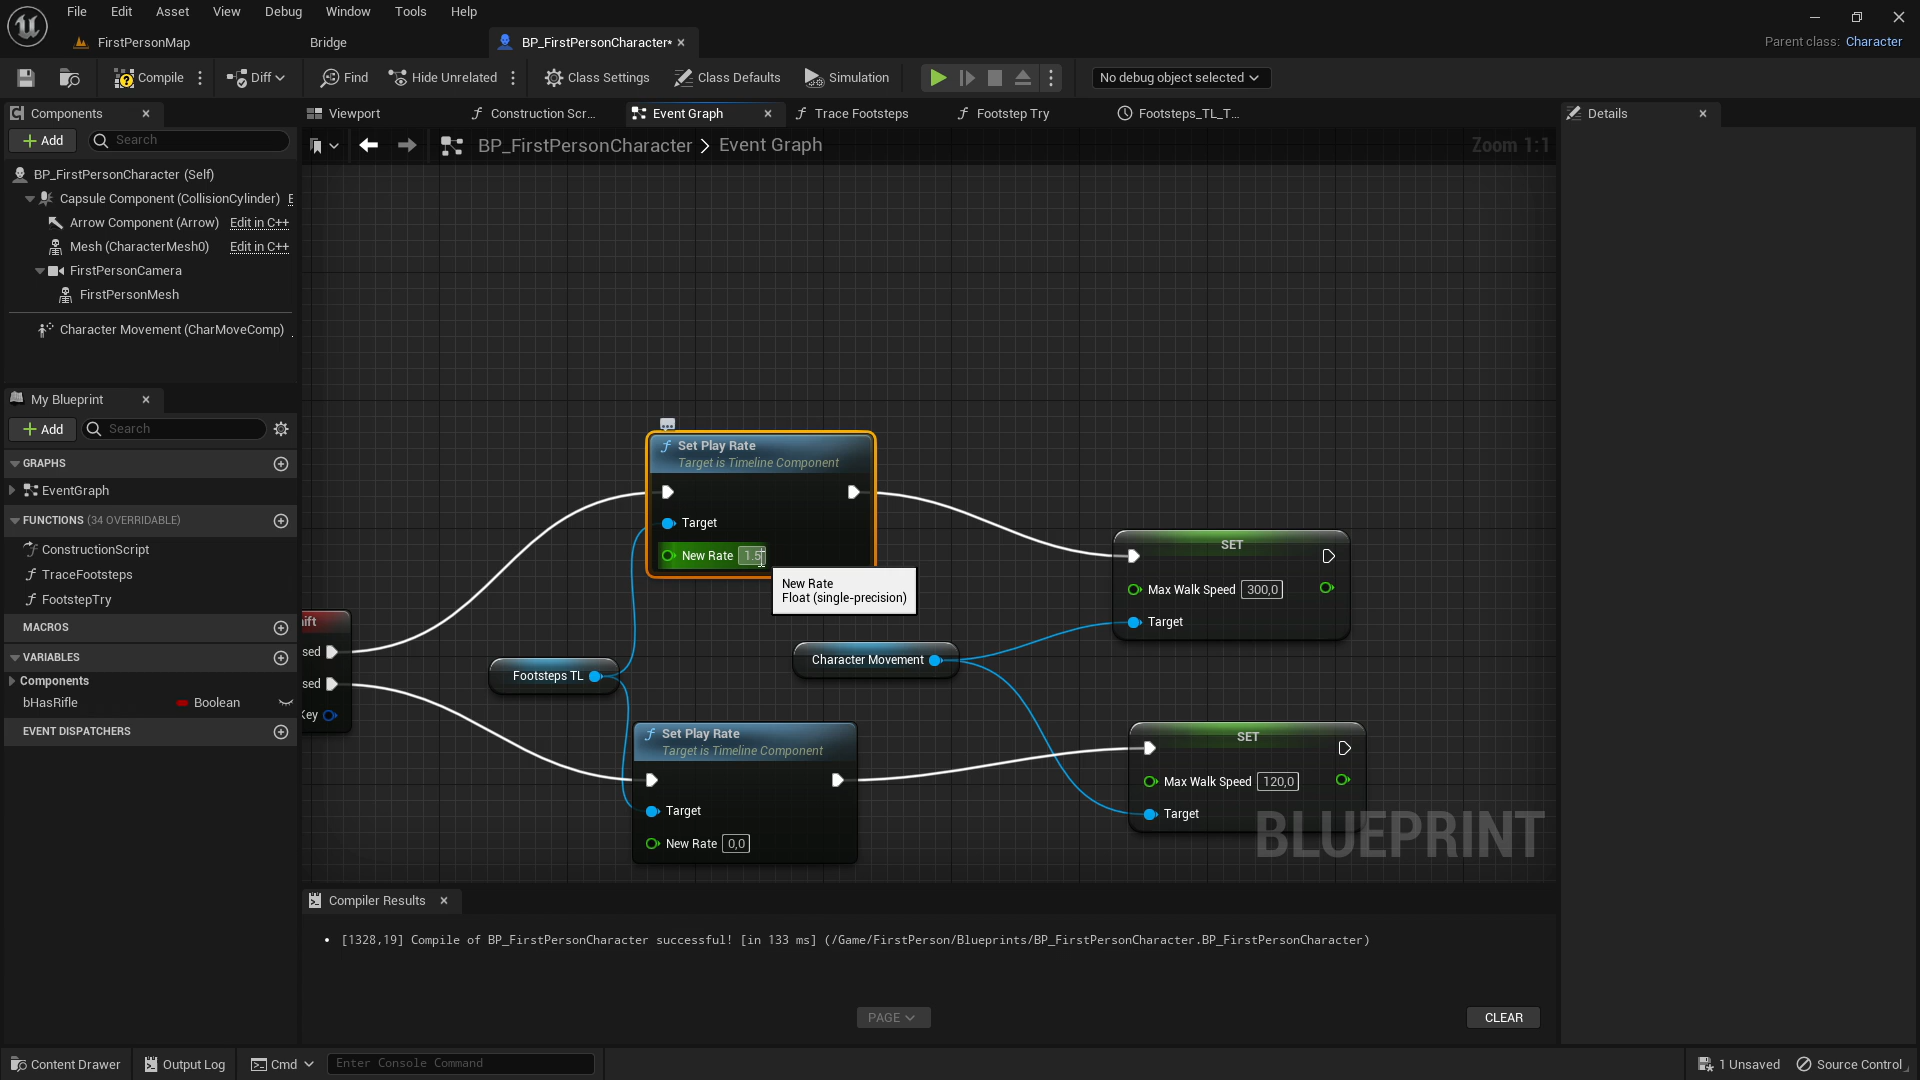 File Edit Asset View Debug Window Tools Help
FirstPersonMap Bridge BP_FirstPersonCharacter* Parent class: Character
Compile Diff Find Hide Unrelated Class Settings Class Defaults Simulation No debug object selected
Components
Add Search
BP_FirstPersonCharacter (Self)
Capsule Component (CollisionCylinder) E
Arrow Component (Arrow) Edit in C++
Mesh (CharacterMesh0) Edit in C++
FirstPersonCamera
FirstPersonMesh
Character Movement (CharMoveComp)
My Blueprint
Add Search
GRAPHS
EventGraph
FUNCTIONS (34 OVERRIDABLE)
ConstructionScript
TraceFootsteps
FootstepTry
MACROS
VARIABLES
Components
bHasRifle Boolean
EVENT DISPATCHERS
Viewport Construction Scr... Event Graph Trace Footsteps Footstep Try Footsteps_TL_T...
BP_FirstPersonCharacter > Event Graph Zoom 1:1
Set Play Rate
Target is Timeline Component
Target
New Rate 1.5
New Rate
Float (single-precision)
SET
Max Walk Speed 300,0
Target
ift
sed
sed
Key
Footsteps TL
Character Movement
Set Play Rate
Target is Timeline Component
Target
New Rate 0,0
SET
Max Walk Speed 120,0
Target
BLUEPRINT
Compiler Results
• [1328,19] Compile of BP_FirstPersonCharacter successful! [in 133 ms] (/Game/FirstPerson/Blueprints/BP_FirstPersonCharacter.BP_FirstPersonCharacter)
PAGE CLEAR
Details
Content Drawer Output Log Cmd Enter Console Command 1 Unsaved Source Control